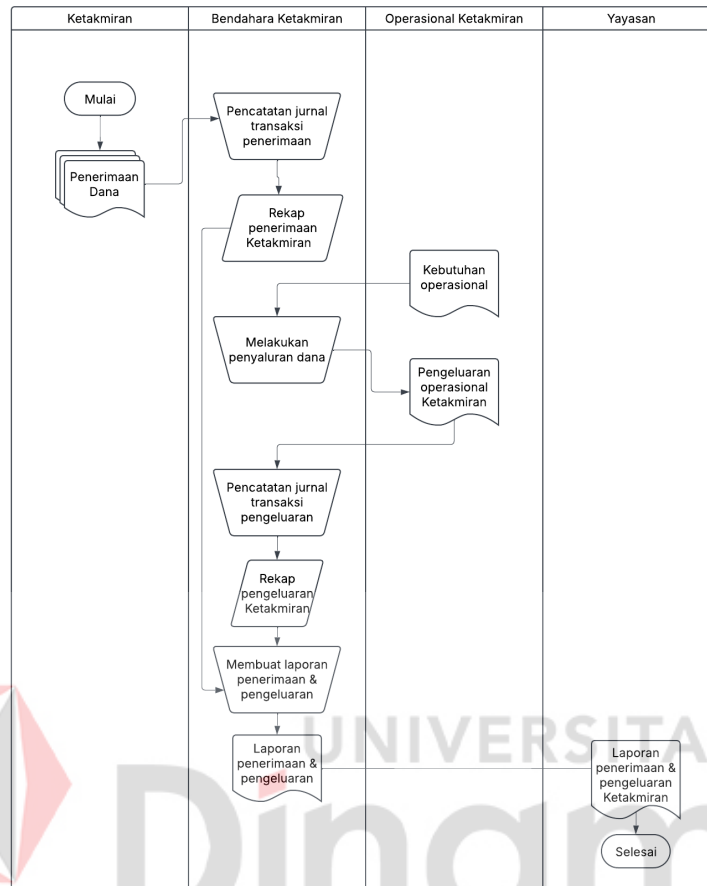 Ketakmiran
Bendahara Ketakmiran
Operasional Ketakmiran
Yayasan
Mulai
Penerimaan
Dana
Pencatatan jurnal
transaksi
penerimaan
Rekap
penerimaan
Ketakmiran
Kebutuhan
operasional
Melakukan
penyaluran dana
Pengeluaran
operasional
Ketakmiran
Pencatatan jurnal
transaksi
pengeluaran
Rekap
pengeluaran
Ketakmiran
Membuat laporan
penerimaan &
pengeluaran
Laporan
penerimaan &
pengeluaran
Laporan
penerimaan &
pengeluaran
Ketakmiran
Selesai
UNIVERSITA
Dinam